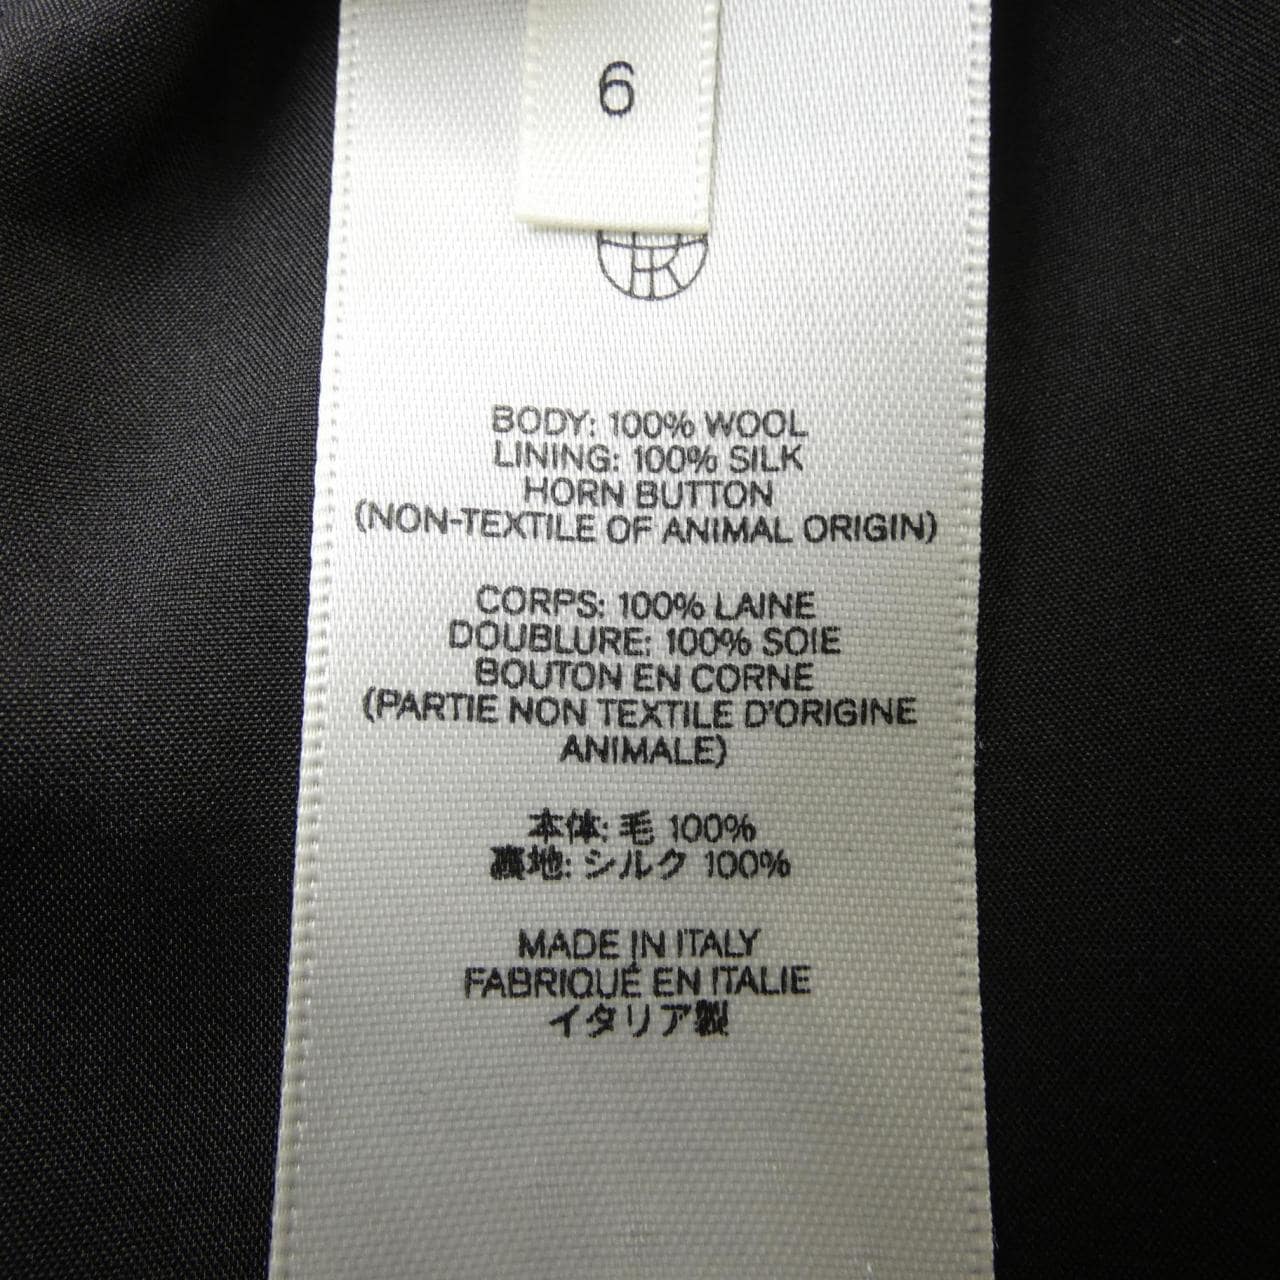 6
BODY: 100% WOOL
LINING: 100% SILK
HORN BUTTON
(NON-TEXTILE OF ANIMAL ORIGIN)
CORPS: 100% LAINE
DOUBLURE: 100% SOIE
BOUTON EN CORNE
(PARTIE NON TEXTILE D'ORIGINE
ANIMALE)
本体: 毛 100%
裏地: シルク 100%
MADE IN ITALY
FABRIQUÉ EN ITALIE
イタリア製